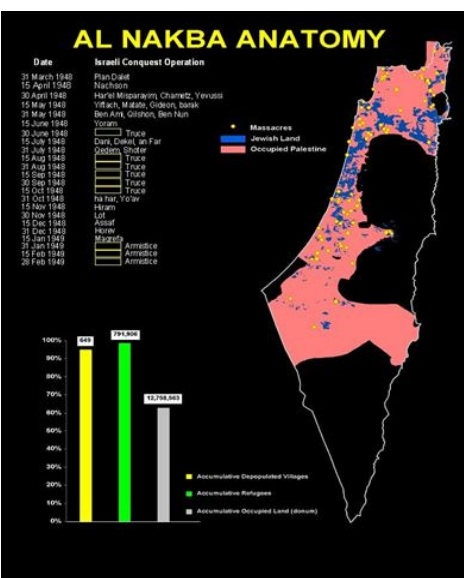 AL NAKBA ANATOMY
Date Israeli Conquest Operation
31 March 1948 Plan Dalet
15 April 1948 Nachson
30 April 1948 Har'el Misparayim, Chametz, Yevussi
15 May 1948 Yiftach, Matate, Gideon, barak
31 May 1948 Ben Ami, Gilshon, Ben Nun
15 June 1948 Yoram
30 June 1948 Truce
15 July 1948 Dani, Dekel, an Far
31 July 1948 Qedem, Shoter
15 Aug 1948 Truce
31 Aug 1948 Truce
15 Sep 1948 Truce
30 Sep 1948 Truce
15 Oct 1948 Truce
31 Oct 1948 ha har, Yo'av
15 Nov 1948 Hiram
30 Nov 1948 Lot
15 Dec 1948 Assaf
31 Dec 1948 Horev
15 Jan 1949 Magrefa
31 Jan 1949 Armistice
15 Feb 1949 Armistice
28 Feb 1949 Armistice
Massacres
Jewish Land
Occupied Palestine
649
791,906
12,758,563
100%
90%
80%
70%
60%
50%
40%
30%
20%
10%
0%
Accumulative Depopulated Villages
Accumulative Refugees
Accumulative Occupied Land (donum)